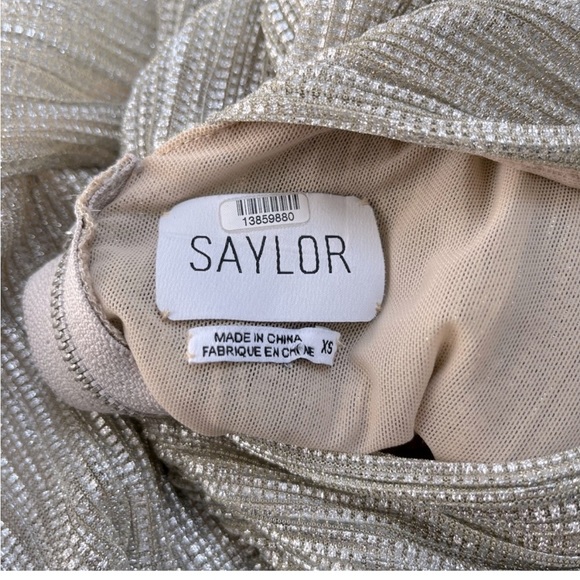 13859880
SAYLOR
MADE IN CHINA
FABRIQUE EN CHINE
XS